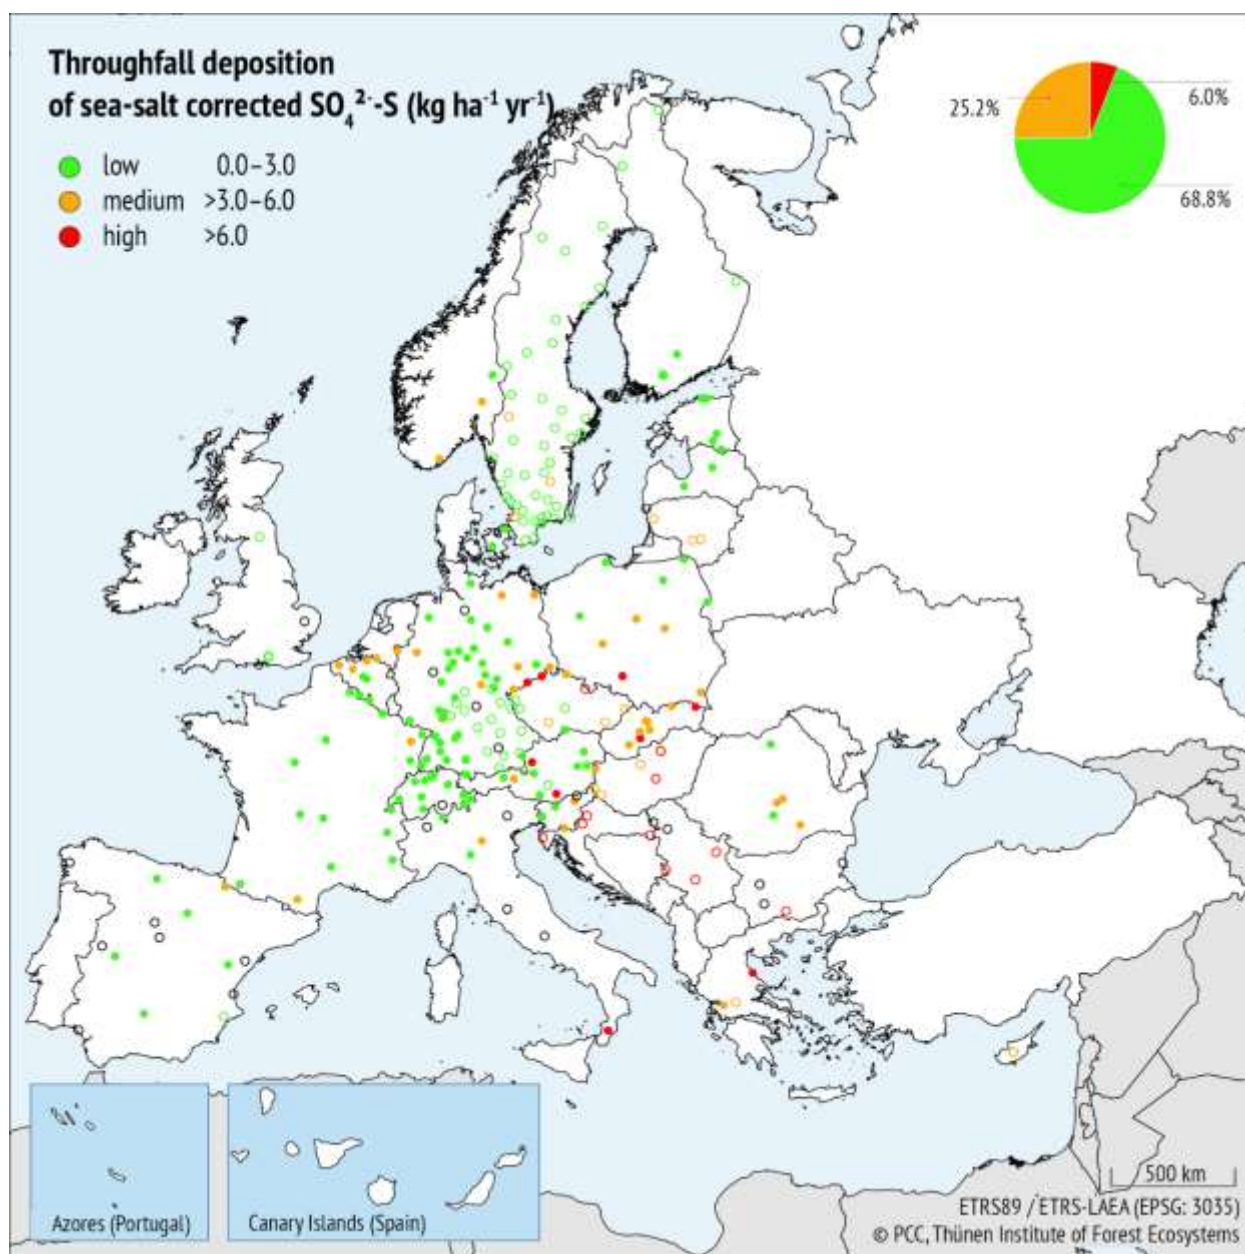 Throughfall deposition
of sea-salt corrected SO₄²⁻-S (kg ha⁻¹ yr⁻¹)
low 0.0–3.0
medium >3.0–6.0
high >6.0
25.2%
6.0%
68.8%
500 km
Azores (Portugal)
Canary Islands (Spain)
ETRS89 / ETRS-LAEA (EPSG: 3035)
© PCC, Thünen Institute of Forest Ecosystems